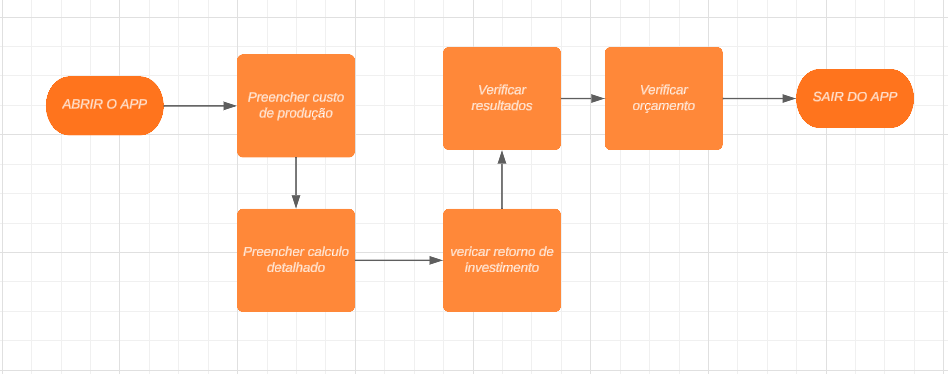 ABRIR O APP
Preencher custo
de produção
Preencher calculo
detalhado
vericar retorno de
investimento
Verificar
resultados
Verificar
orçamento
SAIR DO APP